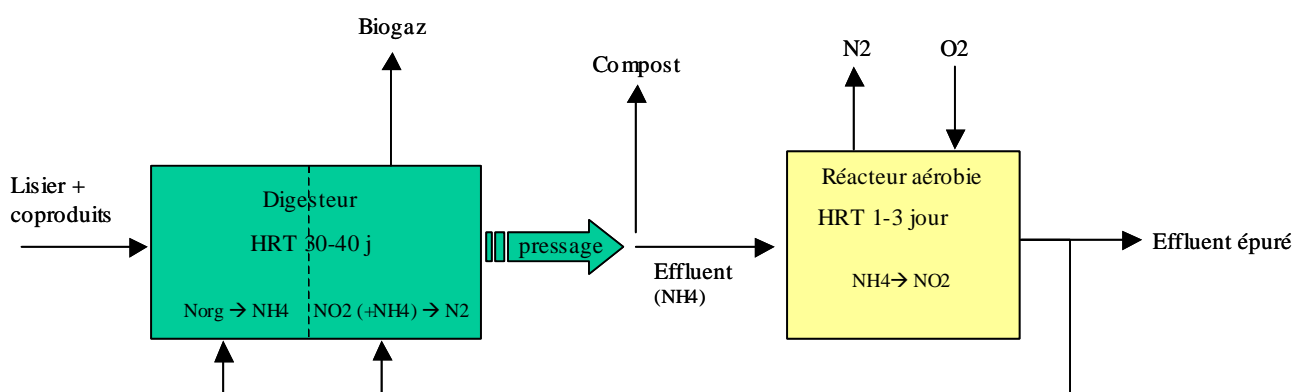 Biogaz
Compost
N2
O2
Lisier +
coproduits
Digesteur
HRT 30-40 j
Norg → NH4
NO2 (+NH4) → N2
pressage
Effluent
(NH4)
Réacteur aérobie
HRT 1-3 jour
NH4→ NO2
Effluent épuré